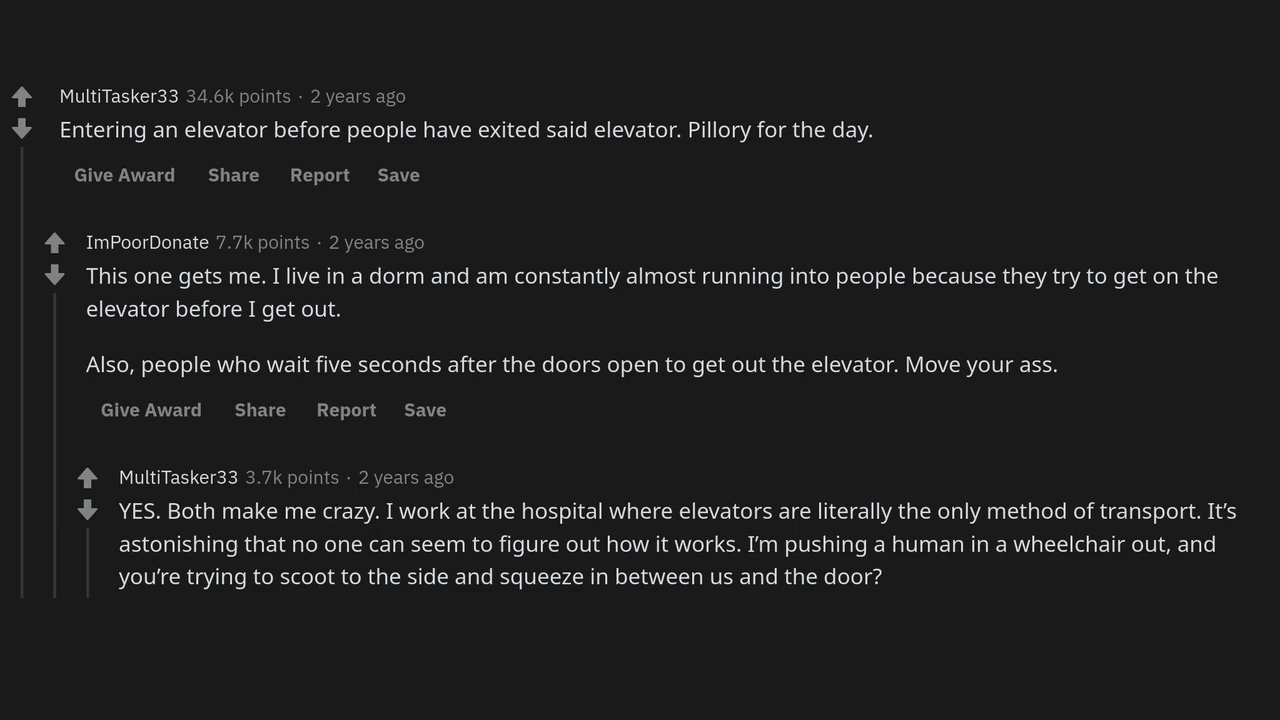 MultiTasker33 34.6k points · 2 years ago
Entering an elevator before people have exited said elevator. Pillory for the day.
Give Award Share Report Save
ImPoorDonate 7.7k points · 2 years ago
This one gets me. I live in a dorm and am constantly almost running into people because they try to get on the
elevator before I get out.
Also, people who wait five seconds after the doors open to get out the elevator. Move your ass.
Give Award Share Report Save
MultiTasker33 3.7k points · 2 years ago
YES. Both make me crazy. I work at the hospital where elevators are literally the only method of transport. It’s
astonishing that no one can seem to figure out how it works. I’m pushing a human in a wheelchair out, and
you’re trying to scoot to the side and squeeze in between us and the door?